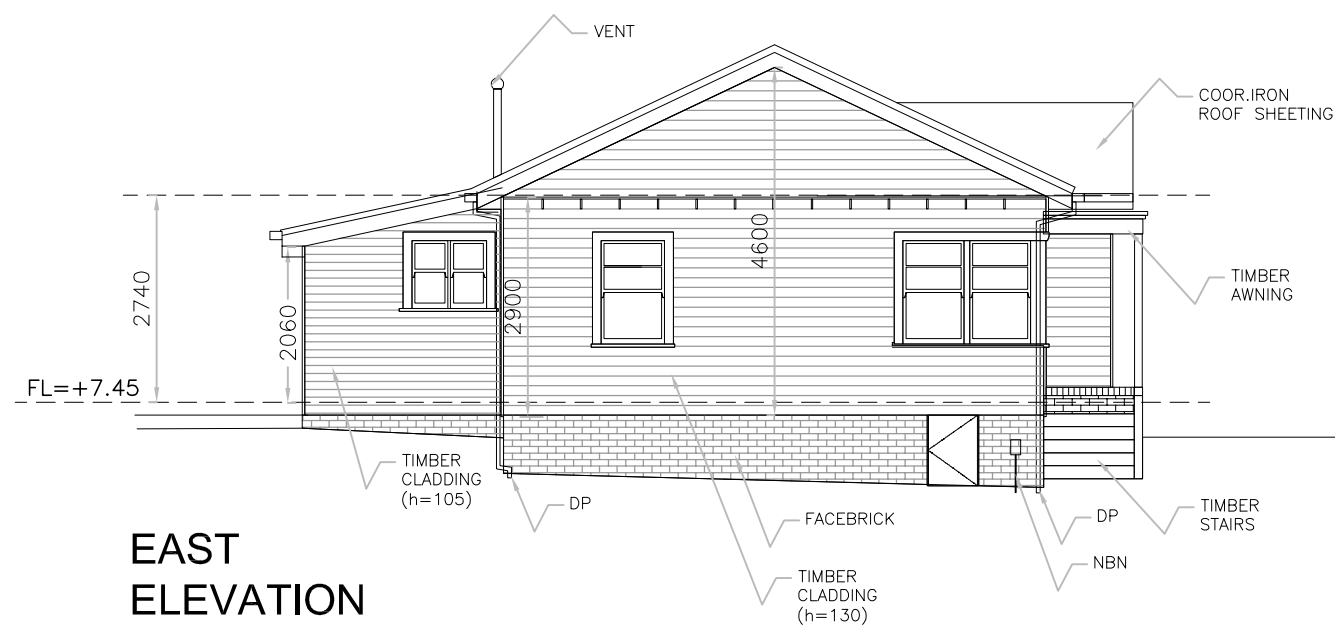 VENT
COOR.IRON
ROOF SHEETING
4600
2740
2900
2060
TIMBER
AWNING
FL=+7.45
TIMBER
CLADDING
(h=105)
DP
FACEBRICK
DP
TIMBER
STAIRS
NBN
TIMBER
CLADDING
(h=130)
EAST
ELEVATION